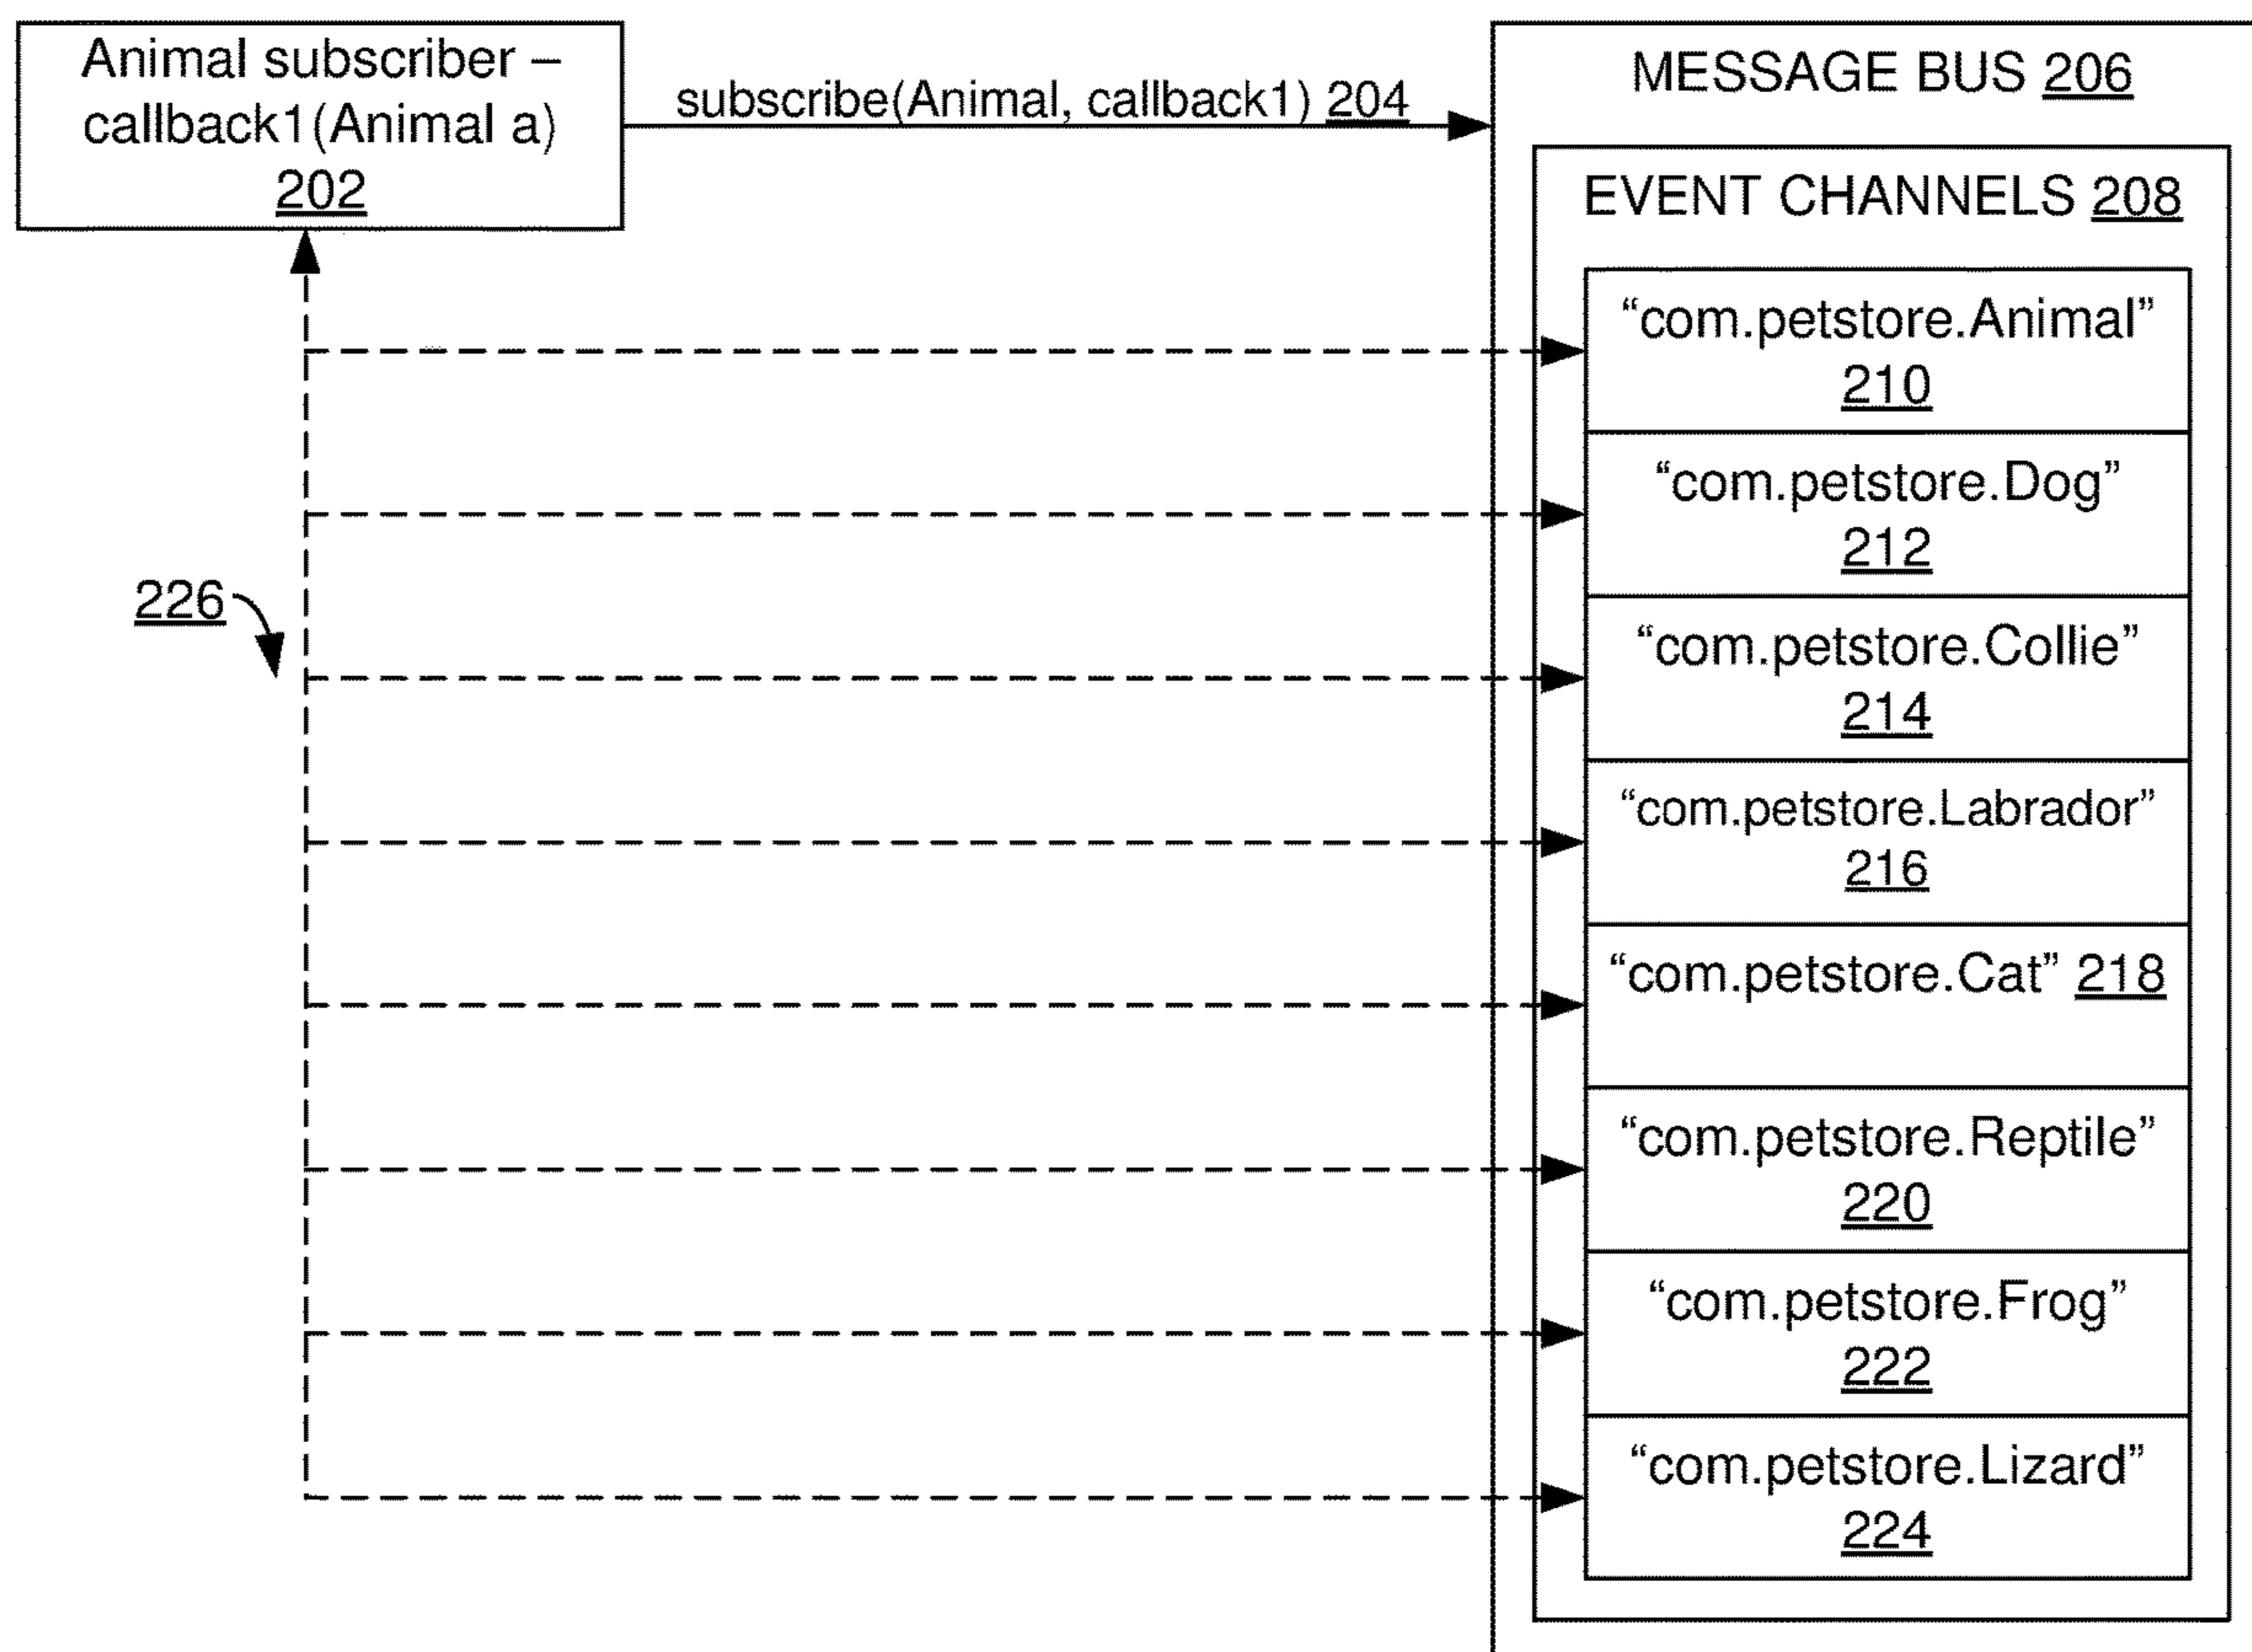 Animal subscriber –
callback1(Animal a)
202
subscribe(Animal, callback1) 204
MESSAGE BUS 206
EVENT CHANNELS 208
“com.petstore.Animal”
210
“com.petstore.Dog”
212
“com.petstore.Collie”
214
“com.petstore.Labrador”
216
“com.petstore.Cat” 218
“com.petstore.Reptile”
220
“com.petstore.Frog”
222
“com.petstore.Lizard”
224
226